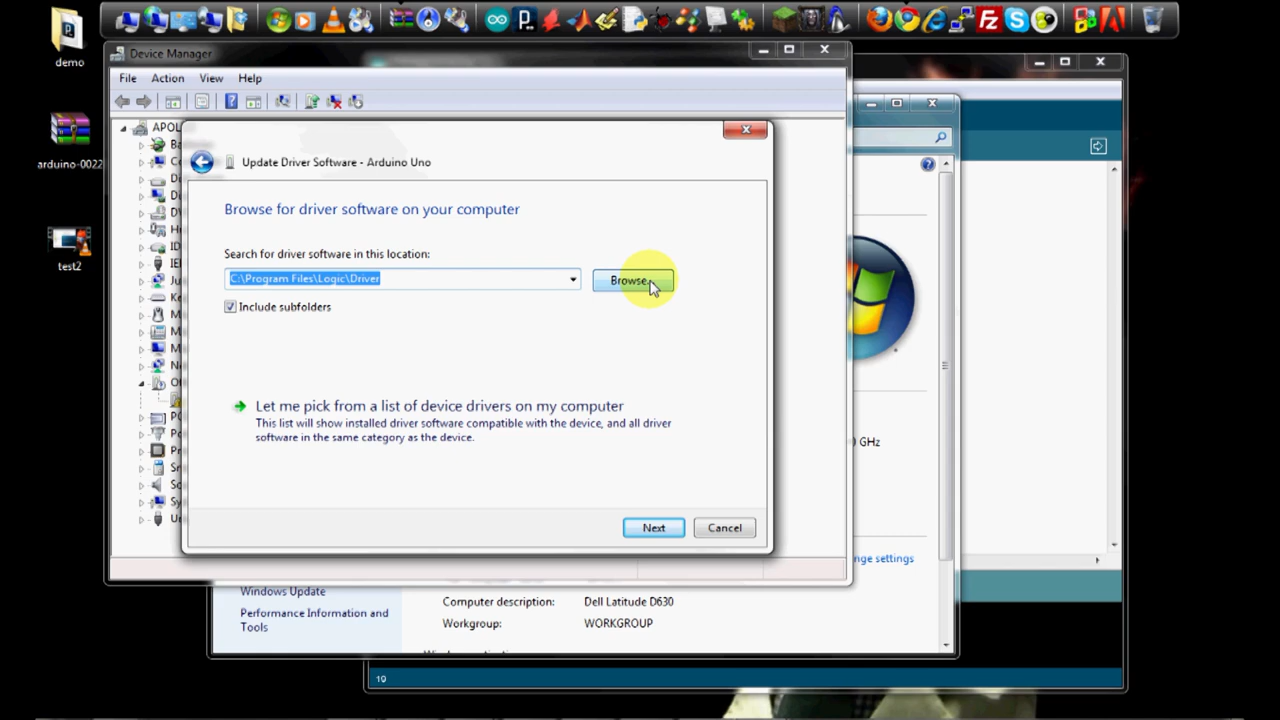 demo
arduino-0022
test2
Device Manager
File Action View Help
APOL
Update Driver Software - Arduino Uno
Browse for driver software on your computer
Search for driver software in this location:
C:\Program Files\Logic\Driver
Browse...
Include subfolders
Let me pick from a list of device drivers on my computer
This list will show installed driver software compatible with the device, and all driver
software in the same category as the device.
Next Cancel
GHz
nge settings
Windows Update
Performance Information and
Tools
Computer description: Dell Latitude D630
Workgroup: WORKGROUP
19